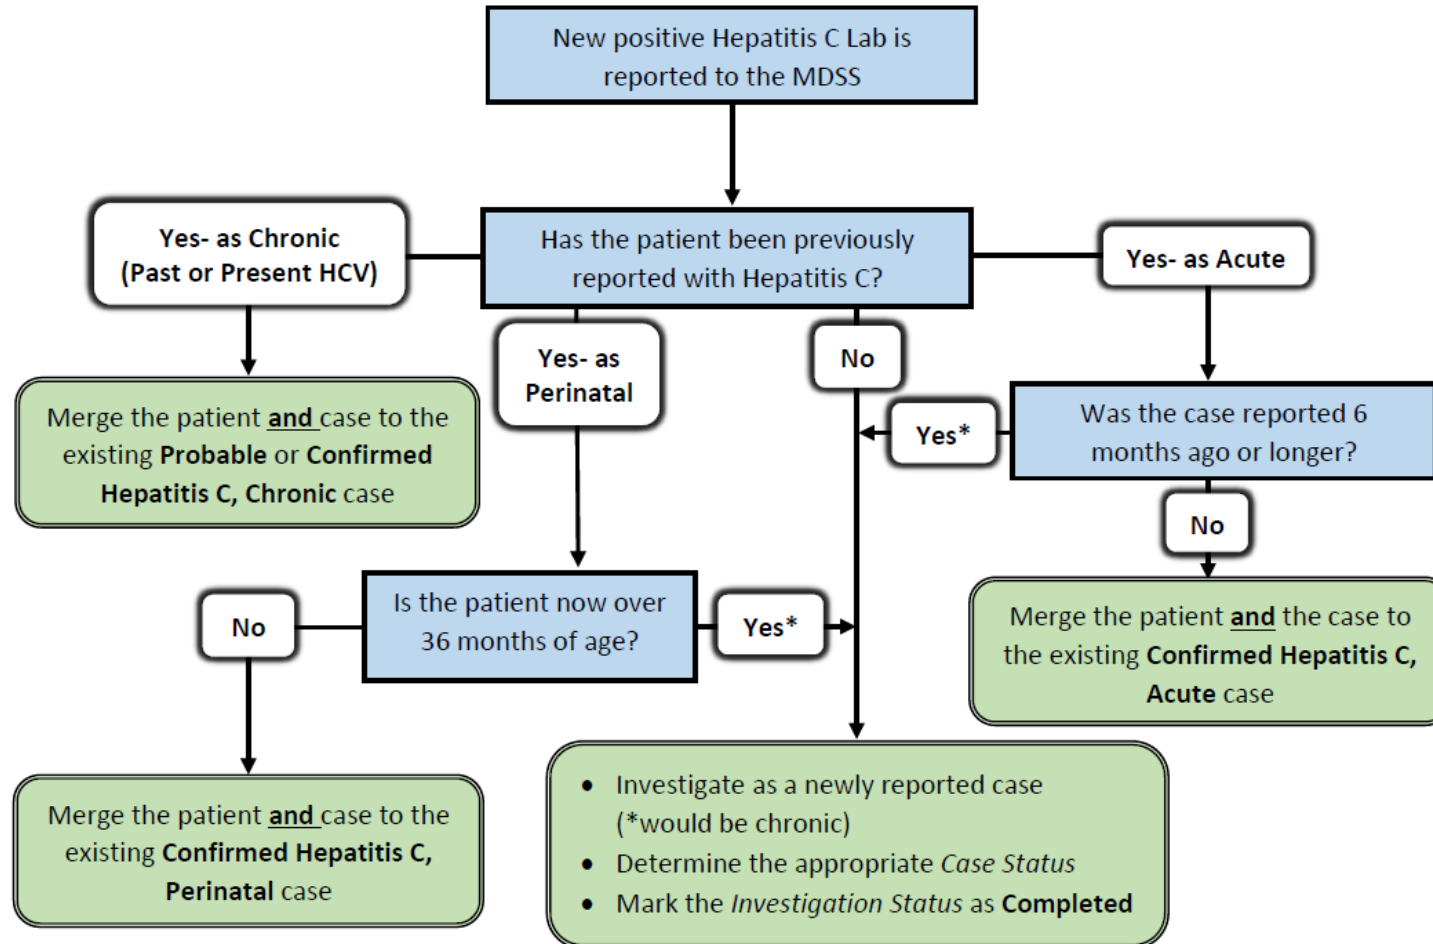 New positive Hepatitis C Lab is
reported to the MDSS
Yes- as Chronic
(Past or Present HCV)
Has the patient been previously
reported with Hepatitis C?
Yes- as Acute
Yes- as
Perinatal
No
Merge the patient and case to the
existing Probable or Confirmed
Hepatitis C, Chronic case
Yes*
Was the case reported 6
months ago or longer?
No
No
Is the patient now over
36 months of age?
Yes*
Merge the patient and the case to
the existing Confirmed Hepatitis C,
Acute case
Merge the patient and case to the
existing Confirmed Hepatitis C,
Perinatal case
• Investigate as a newly reported case
(*would be chronic)
• Determine the appropriate Case Status
• Mark the Investigation Status as Completed